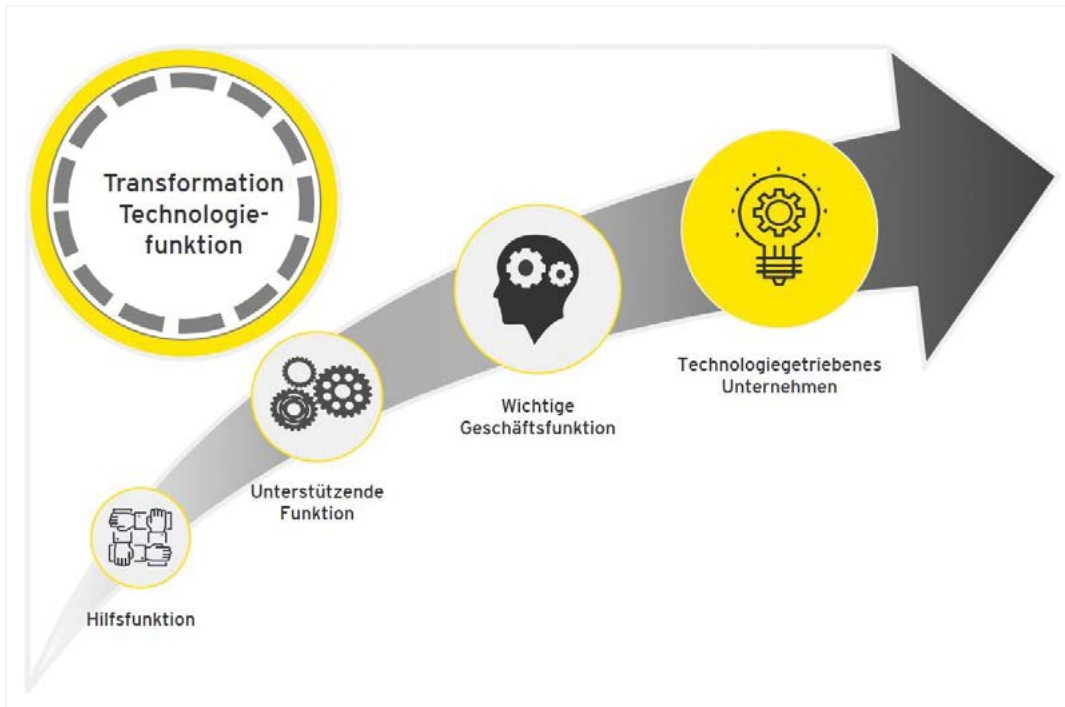 Transformation
Technologie-
funktion
Technologiegetriebenes
Unternehmen
Wichtige
Geschäftsfunktion
Unterstützende
Funktion
Hilfsfunktion